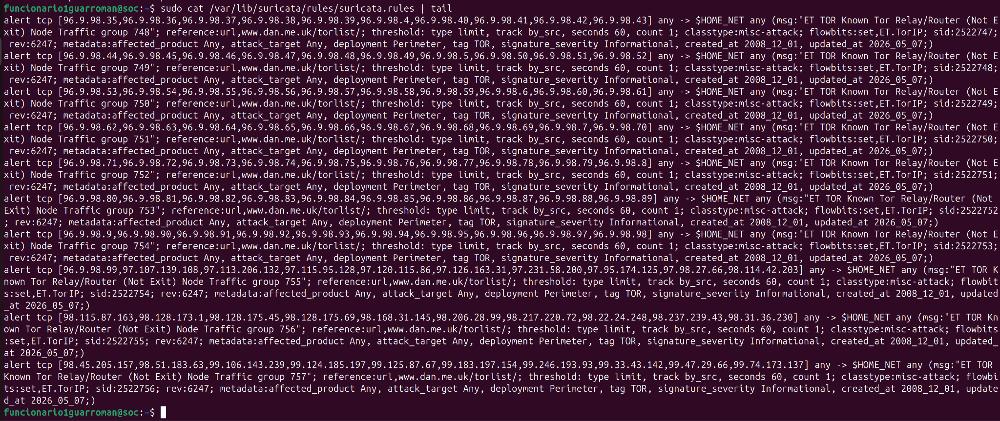 funcionario1guarroman@soc:~$ sudo cat /var/lib/suricata/rules/suricata.rules | tail
alert tcp [96.9.98.35,96.9.98.36,96.9.98.37,96.9.98.38,96.9.98.39,96.9.98.4,96.9.98.40,96.9.98.41,96.9.98.42,96.9.98.43] any -> $HOME_NET any (msg:"ET TOR Known Tor Relay/Router (Not E
xit) Node Traffic group 748"; reference:url,www.dan.me.uk/torlist/; threshold: type limit, track by_src, seconds 60, count 1; classtype:misc-attack; flowbits:set,ET.TorIP; sid:2522747;
 rev:6247; metadata:affected_product Any, attack_target Any, deployment Perimeter, tag TOR, signature_severity Informational, created_at 2008_12_01, updated_at 2026_05_07;)
alert tcp [96.9.98.44,96.9.98.45,96.9.98.46,96.9.98.47,96.9.98.48,96.9.98.49,96.9.98.5,96.9.98.50,96.9.98.51,96.9.98.52] any -> $HOME_NET any (msg:"ET TOR Known Tor Relay/Router (Not E
xit) Node Traffic group 749"; reference:url,www.dan.me.uk/torlist/; threshold: type limit, track by_src, seconds 60, count 1; classtype:misc-attack; flowbits:set,ET.TorIP; sid:2522748;
 rev:6247; metadata:affected_product Any, attack_target Any, deployment Perimeter, tag TOR, signature_severity Informational, created_at 2008_12_01, updated_at 2026_05_07;)
alert tcp [96.9.98.53,96.9.98.54,96.9.98.55,96.9.98.56,96.9.98.57,96.9.98.58,96.9.98.59,96.9.98.6,96.9.98.60,96.9.98.61] any -> $HOME_NET any (msg:"ET TOR Known Tor Relay/Router (Not E
xit) Node Traffic group 750"; reference:url,www.dan.me.uk/torlist/; threshold: type limit, track by_src, seconds 60, count 1; classtype:misc-attack; flowbits:set,ET.TorIP; sid:2522749;
 rev:6247; metadata:affected_product Any, attack_target Any, deployment Perimeter, tag TOR, signature_severity Informational, created_at 2008_12_01, updated_at 2026_05_07;)
alert tcp [96.9.98.62,96.9.98.63,96.9.98.64,96.9.98.65,96.9.98.66,96.9.98.67,96.9.98.68,96.9.98.69,96.9.98.7,96.9.98.70] any -> $HOME_NET any (msg:"ET TOR Known Tor Relay/Router (Not E
xit) Node Traffic group 751"; reference:url,www.dan.me.uk/torlist/; threshold: type limit, track by_src, seconds 60, count 1; classtype:misc-attack; flowbits:set,ET.TorIP; sid:2522750;
 rev:6247; metadata:affected_product Any, attack_target Any, deployment Perimeter, tag TOR, signature_severity Informational, created_at 2008_12_01, updated_at 2026_05_07;)
alert tcp [96.9.98.71,96.9.98.72,96.9.98.73,96.9.98.74,96.9.98.75,96.9.98.76,96.9.98.77,96.9.98.78,96.9.98.79,96.9.98.8] any -> $HOME_NET any (msg:"ET TOR Known Tor Relay/Router (Not E
xit) Node Traffic group 752"; reference:url,www.dan.me.uk/torlist/; threshold: type limit, track by_src, seconds 60, count 1; classtype:misc-attack; flowbits:set,ET.TorIP; sid:2522751;
 rev:6247; metadata:affected_product Any, attack_target Any, deployment Perimeter, tag TOR, signature_severity Informational, created_at 2008_12_01, updated_at 2026_05_07;)
alert tcp [96.9.98.80,96.9.98.81,96.9.98.82,96.9.98.83,96.9.98.84,96.9.98.85,96.9.98.86,96.9.98.87,96.9.98.88,96.9.98.89] any -> $HOME_NET any (msg:"ET TOR Known Tor Relay/Router (Not 
Exit) Node Traffic group 753"; reference:url,www.dan.me.uk/torlist/; threshold: type limit, track by_src, seconds 60, count 1; classtype:misc-attack; flowbits:set,ET.TorIP; sid:2522752
; rev:6247; metadata:affected_product Any, attack_target Any, deployment Perimeter, tag TOR, signature_severity Informational, created_at 2008_12_01, updated_at 2026_05_07;)
alert tcp [96.9.98.9,96.9.98.90,96.9.98.91,96.9.98.92,96.9.98.93,96.9.98.94,96.9.98.95,96.9.98.96,96.9.98.97,96.9.98.98] any -> $HOME_NET any (msg:"ET TOR Known Tor Relay/Router (Not E
xit) Node Traffic group 754"; reference:url,www.dan.me.uk/torlist/; threshold: type limit, track by_src, seconds 60, count 1; classtype:misc-attack; flowbits:set,ET.TorIP; sid:2522753;
 rev:6247; metadata:affected_product Any, attack_target Any, deployment Perimeter, tag TOR, signature_severity Informational, created_at 2008_12_01, updated_at 2026_05_07;)
alert tcp [96.9.98.99,97.107.139.108,97.113.206.132,97.115.95.128,97.120.115.86,97.126.163.31,97.231.58.200,97.95.174.125,97.98.27.66,98.114.42.203] any -> $HOME_NET any (msg:"ET TOR K
nown Tor Relay/Router (Not Exit) Node Traffic group 755"; reference:url,www.dan.me.uk/torlist/; threshold: type limit, track by_src, seconds 60, count 1; classtype:misc-attack; flowbit
s:set,ET.TorIP; sid:2522754; rev:6247; metadata:affected_product Any, attack_target Any, deployment Perimeter, tag TOR, signature_severity Informational, created_at 2008_12_01, updated
_at 2026_05_07;)
alert tcp [98.115.87.163,98.128.173.1,98.128.175.45,98.128.175.69,98.168.31.145,98.206.28.99,98.217.220.72,98.22.24.248,98.237.239.43,98.31.36.230] any -> $HOME_NET any (msg:"ET TOR Kn
own Tor Relay/Router (Not Exit) Node Traffic group 756"; reference:url,www.dan.me.uk/torlist/; threshold: type limit, track by_src, seconds 60, count 1; classtype:misc-attack; flowbits
:set,ET.TorIP; sid:2522755; rev:6247; metadata:affected_product Any, attack_target Any, deployment Perimeter, tag TOR, signature_severity Informational, created_at 2008_12_01, updated_
at 2026_05_07;)
alert tcp [98.45.205.157,98.51.183.63,99.106.143.239,99.124.185.197,99.125.87.67,99.183.197.154,99.246.193.93,99.33.43.142,99.47.29.66,99.74.173.137] any -> $HOME_NET any (msg:"ET TOR 
Known Tor Relay/Router (Not Exit) Node Traffic group 757"; reference:url,www.dan.me.uk/torlist/; threshold: type limit, track by_src, seconds 60, count 1; classtype:misc-attack; flowbi
ts:set,ET.TorIP; sid:2522756; rev:6247; metadata:affected_product Any, attack_target Any, deployment Perimeter, tag TOR, signature_severity Informational, created_at 2008_12_01, update
d_at 2026_05_07;)
funcionario1guarroman@soc:~$